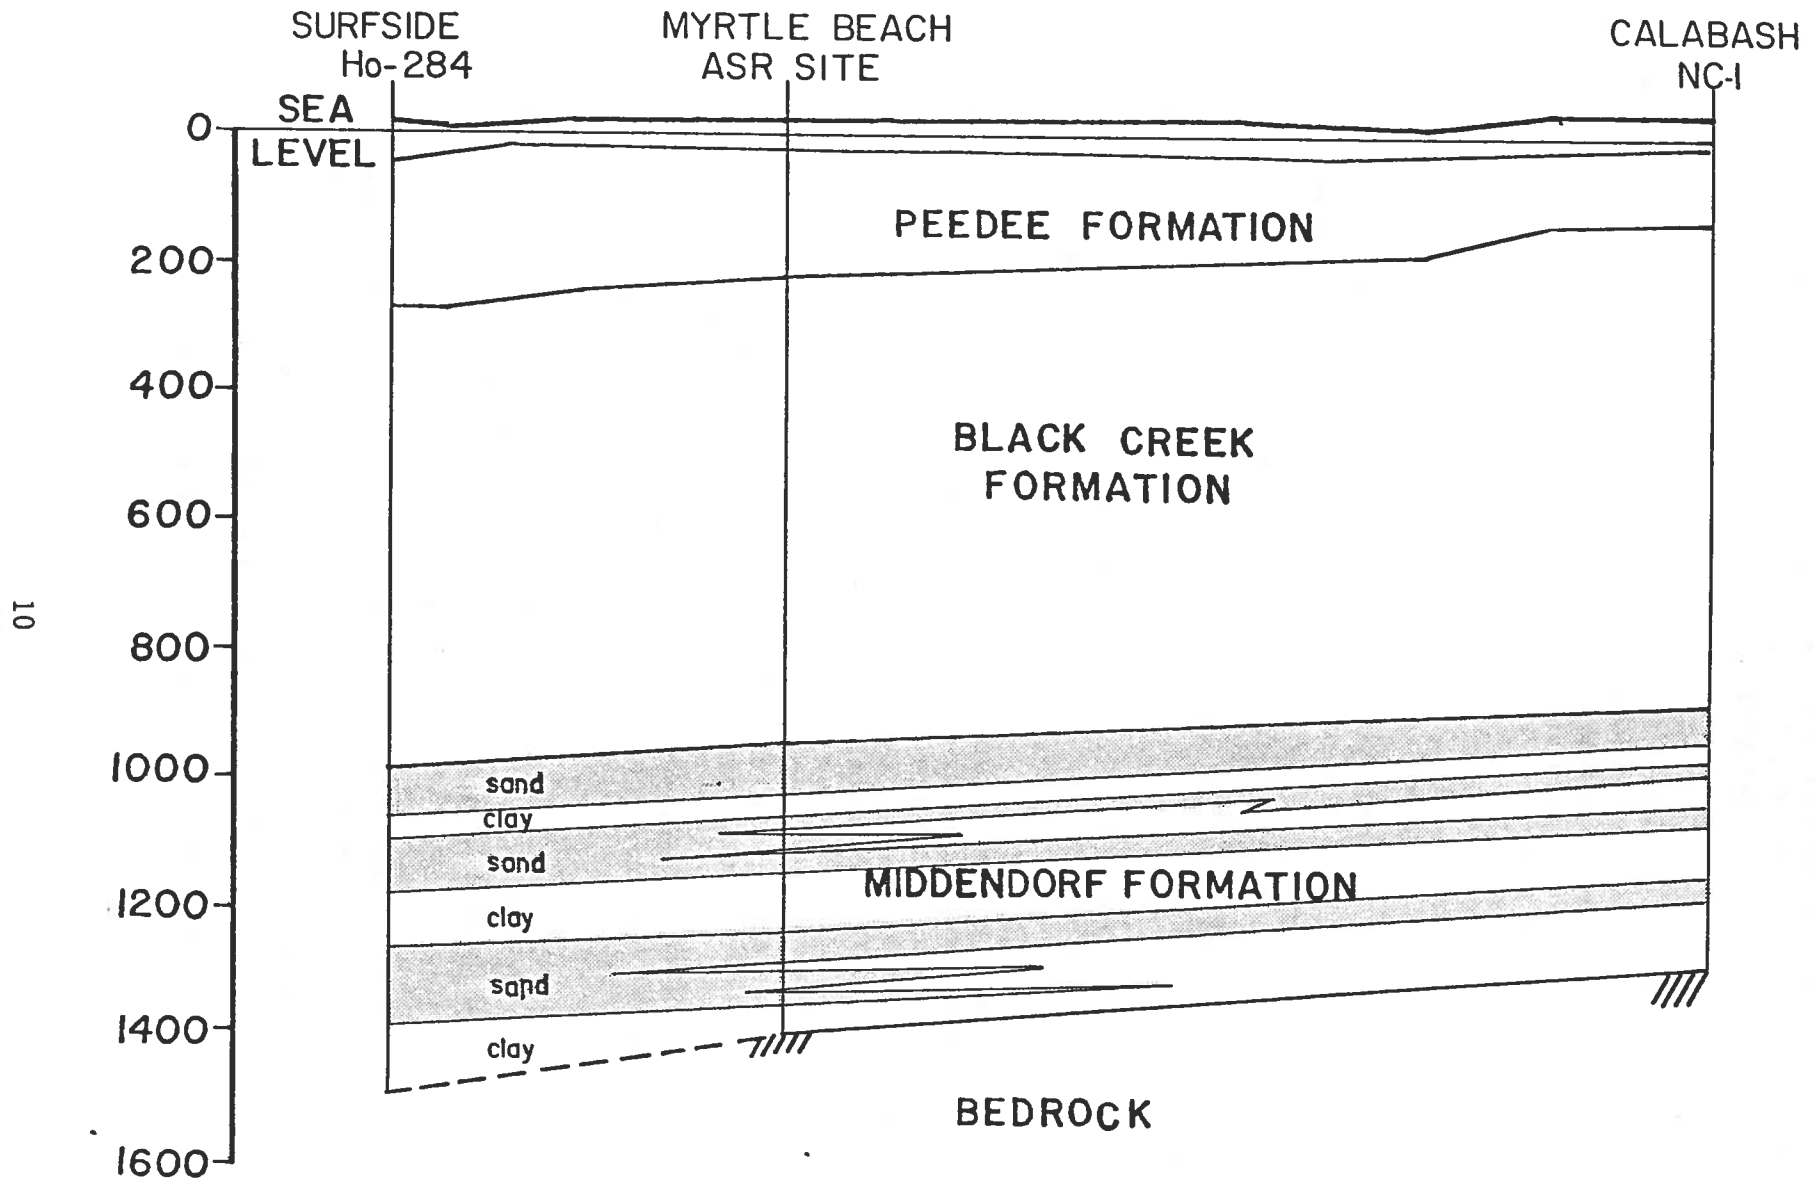 SURFSIDE
Ho-284
MYRTLE BEACH
ASR SITE
CALABASH
NC-1
SEA
LEVEL
0
200
400
600
800
1000
1200
1400
1600
PEEDEE FORMATION
BLACK CREEK
FORMATION
sand
clay
sand
MIDDENDORF FORMATION
clay
sand
clay
BEDROCK
10